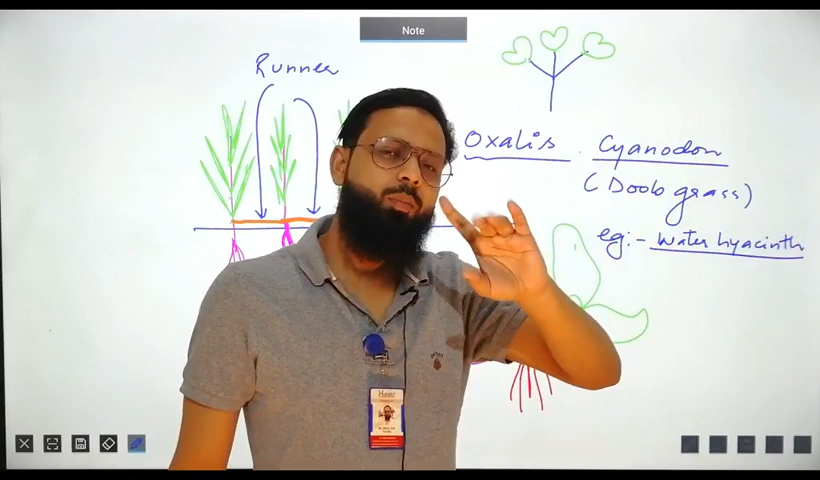 Note
Runner
Oxalis . Cyanodon
(Doob grass)
eg:- Water hyacinth